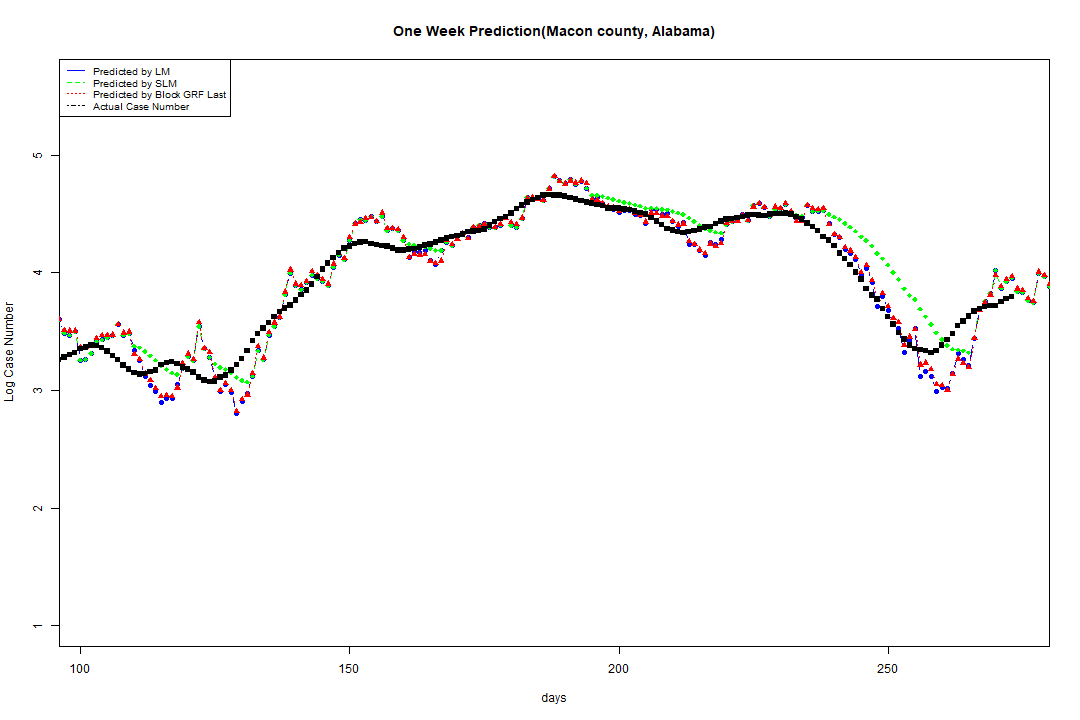 One Week Prediction(Macon county, Alabama)
Predicted by LM
Predicted by SLM
Predicted by Block GRF Last
Actual Case Number
5
4
3
2
1
Log Case Number
100 150 200 250
days